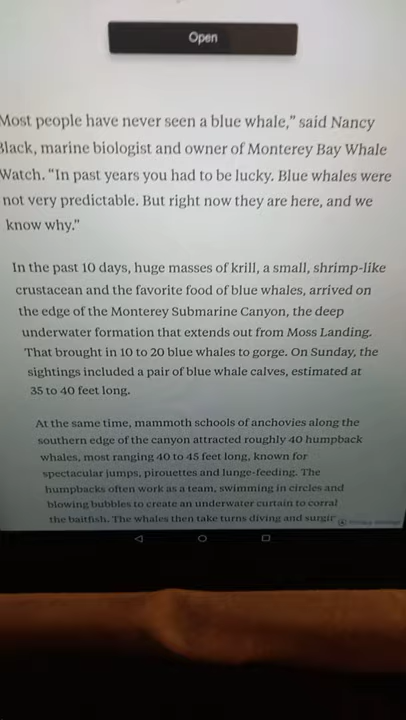 Open
Most people have never seen a blue whale,” said Nancy
Black, marine biologist and owner of Monterey Bay Whale
Watch. “In past years you had to be lucky. Blue whales were
not very predictable. But right now they are here, and we
know why.”
In the past 10 days, huge masses of krill, a small, shrimp-like
crustacean and the favorite food of blue whales, arrived on
the edge of the Monterey Submarine Canyon, the deep
underwater formation that extends out from Moss Landing.
That brought in 10 to 20 blue whales to gorge. On Sunday, the
sightings included a pair of blue whale calves, estimated at
35 to 40 feet long.
At the same time, mammoth schools of anchovies along the
southern edge of the canyon attracted roughly 40 humpback
whales, most ranging 40 to 45 feet long, known for
spectacular jumps, pirouettes and lunge-feeding. The
humpbacks often work as a team, swimming in circles and
blowing bubbles to create an underwater curtain to corral
the baitfish. The whales then take turns diving and